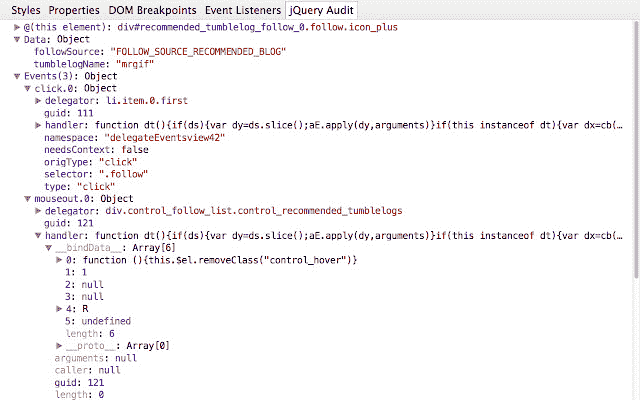 Styles Properties DOM Breakpoints Event Listeners jQuery Audit
@(this element): div#recommended_tumblelog_follow_0.follow.icon_plus
Data: Object
followSource: "FOLLOW_SOURCE_RECOMMENDED_BLOG"
tumblelogName: "mrgif"
Events(3): Object
click.0: Object
delegator: li.item.0.first
guid: 111
handler: function dt(){if(ds){var dy=ds.slice();aE.apply(dy,arguments)}if(this instanceof dt){var dx=cb(…
namespace: "delegateEventsview42"
needsContext: false
origType: "click"
selector: ".follow"
type: "click"
mouseout.0: Object
delegator: div.control_follow_list.control_recommended_tumblelogs
guid: 121
handler: function dt(){if(ds){var dy=ds.slice();aE.apply(dy,arguments)}if(this instanceof dt){var dx=cb(…
__bindData__: Array[6]
0: function (){this.$el.removeClass("control_hover")}
1: 1
2: null
3: null
4: R
5: undefined
length: 6
__proto__: Array[0]
arguments: null
caller: null
guid: 121
length: 0